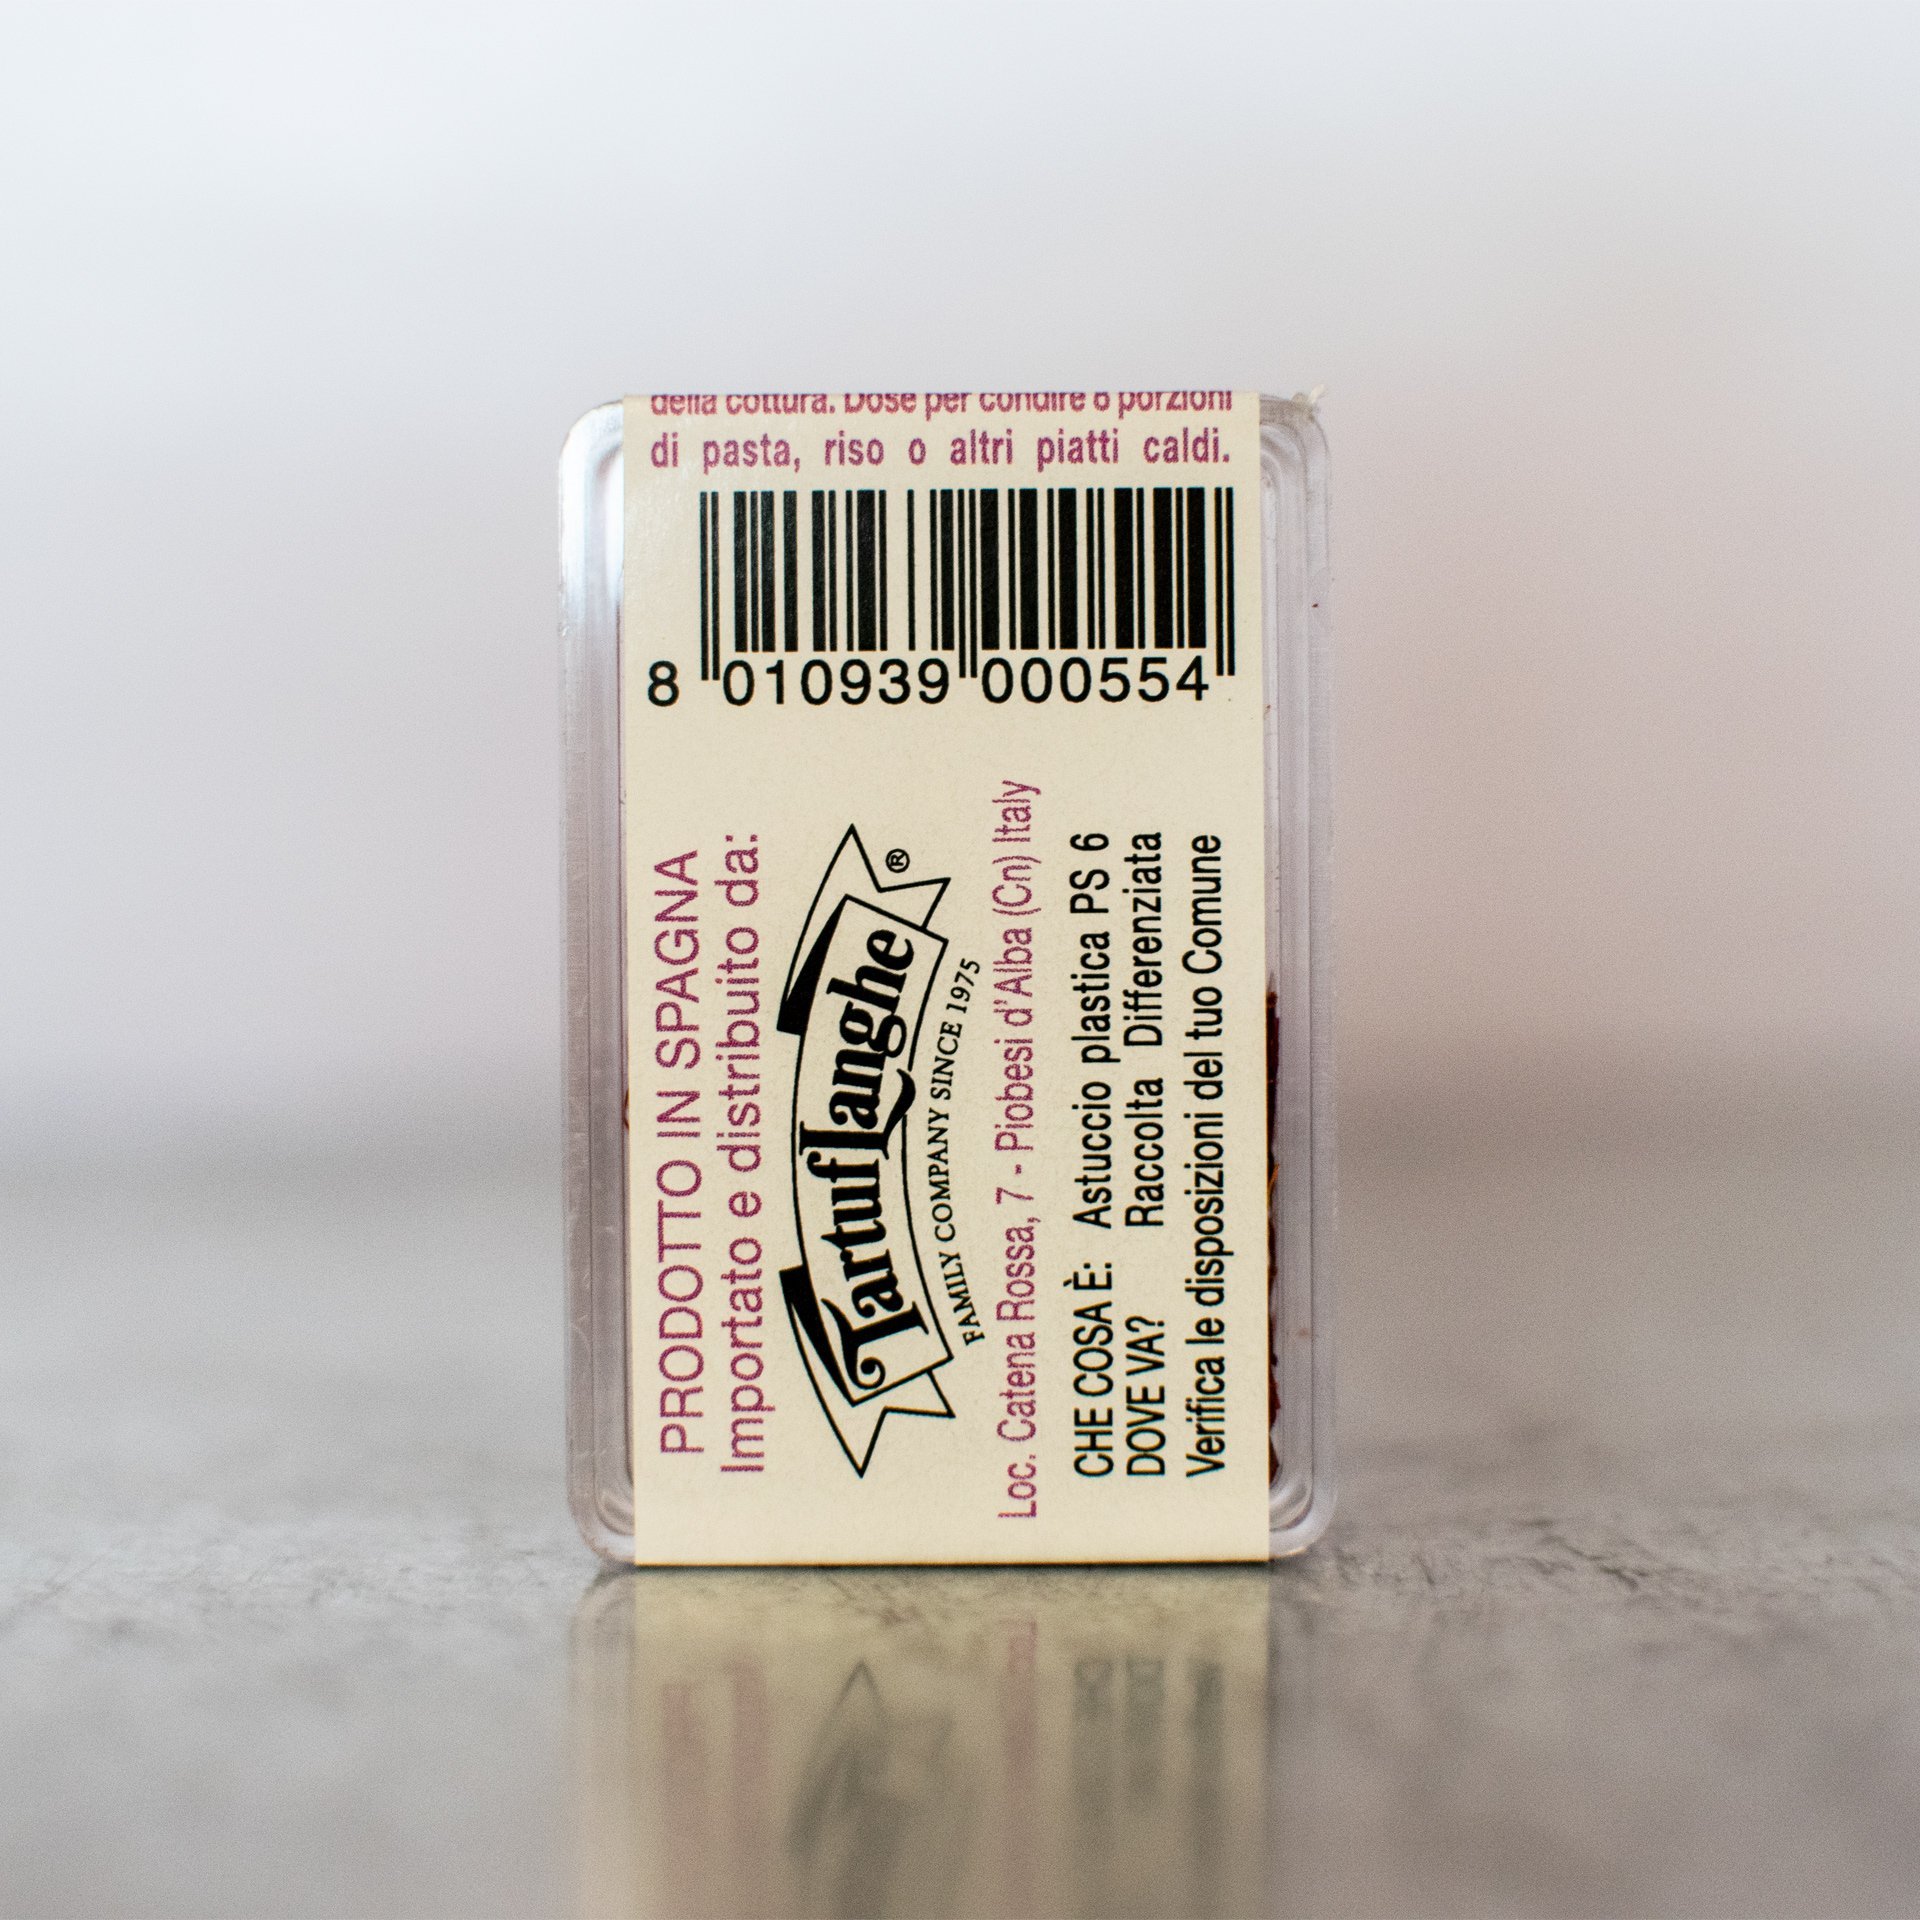 della cottura. Dose per condire 8 porzioni
di pasta, riso o altri piatti caldi.
8 010939 000554
PRODOTTO IN SPAGNA
Importato e distribuito da:
Tartuflanghe ®
FAMILY COMPANY SINCE 1975
Loc. Catena Rossa, 7 - Piobesi d'Alba (Cn) Italy
CHE COSA È: Astuccio plastica PS 6
DOVE VA? Raccolta Differenziata
Verifica le disposizioni del tuo Comune